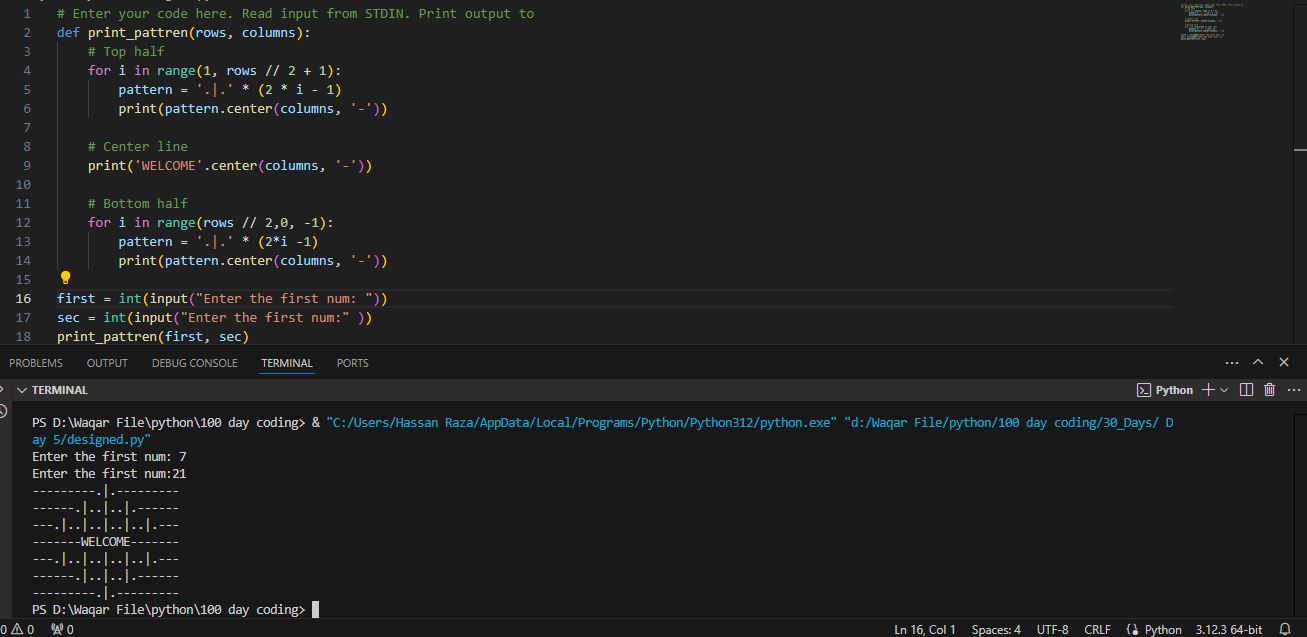 1 # Enter your code here. Read input from STDIN. Print output to
2 def print_pattren(rows, columns):
3     # Top half
4     for i in range(1, rows // 2 + 1):
5         pattern = '.|.' * (2 * i - 1)
6         print(pattern.center(columns, '-'))
7
8     # Center line
9     print('WELCOME'.center(columns, '-'))
10
11     # Bottom half
12     for i in range(rows // 2,0, -1):
13         pattern = '.|.' * (2*i -1)
14         print(pattern.center(columns, '-'))
15
16 first = int(input("Enter the first num: "))
17 sec = int(input("Enter the first num:" ))
18 print_pattren(first, sec)
PROBLEMS OUTPUT DEBUG CONSOLE TERMINAL PORTS
TERMINAL Python
PS D:\Waqar File\python\100 day coding> & "C:/Users/Hassan Raza/AppData/Local/Programs/Python/Python312/python.exe" "d:/Waqar File/python/100 day coding/30_Days/ D
ay 5/designed.py"
Enter the first num: 7
Enter the first num:21
---------.|.---------
------.|..|..|.------
---.|..|..|..|..|.---
-------WELCOME-------
---.|..|..|..|..|.---
------.|..|..|.------
---------.|.---------
PS D:\Waqar File\python\100 day coding>
0 0 0 Ln 16, Col 1 Spaces: 4 UTF-8 CRLF Python 3.12.3 64-bit